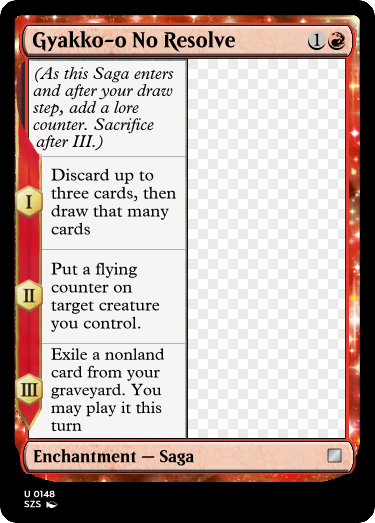 Gyakko-o No Resolve 1
(As this Saga enters
and after your draw
step, add a lore
counter. Sacrifice
after III.)
I
Discard up to
three cards, then
draw that many
cards
II
Put a flying
counter on
target creature
you control.
III
Exile a nonland
card from your
graveyard. You
may play it this
turn
Enchantment — Saga
U 0148
SZS